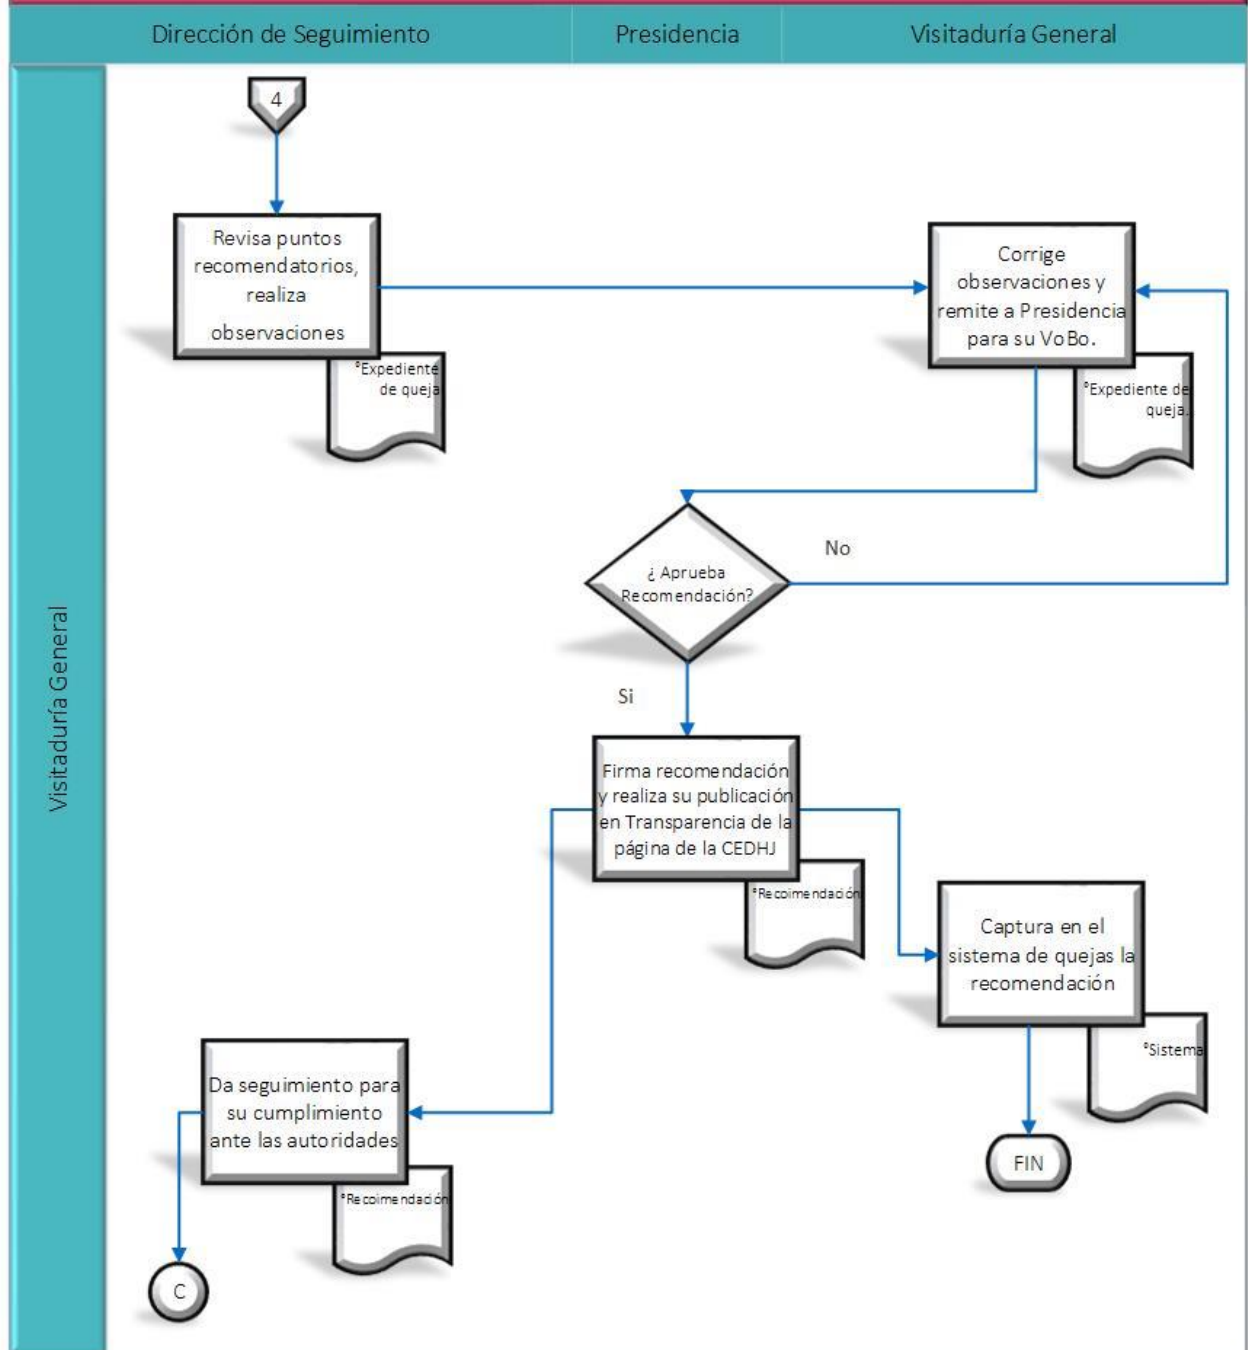 Dirección de Seguimiento
Presidencia
Visitaduría General
Visitaduría General
4
Revisa puntos
recomendatorios,
realiza
observaciones
°Expediente
de queja
Corrige
observaciones y
remite a Presidencia
para su VoBo.
°Expediente de
queja.
¿ Aprueba
Recomendación?
No
Si
Firma recomendación
y realiza su publicación
en Transparencia de la
página de la CEDHJ
°Recoimendación
Captura en el
sistema de quejas la
recomendación
°Sistema
FIN
Da seguimiento para
su cumplimiento
ante las autoridades
°Recoimendación
C